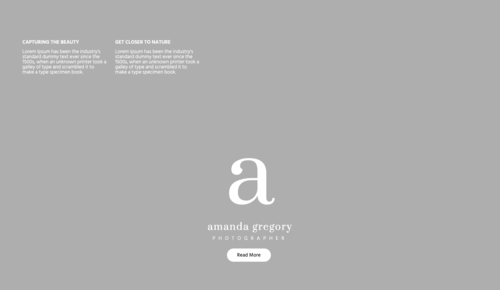 CAPTURING THE BEAUTY
Lorem Ipsum has been the industry's
standard dummy text ever since the
1500s, when an unknown printer took a
galley of type and scrambled it to
make a type specimen book.
GET CLOSER TO NATURE
Lorem Ipsum has been the industry's
standard dummy text ever since the
1500s, when an unknown printer took a
galley of type and scrambled it to
make a type specimen book.
a
amanda gregory
PHOTOGRAPHER
Read More